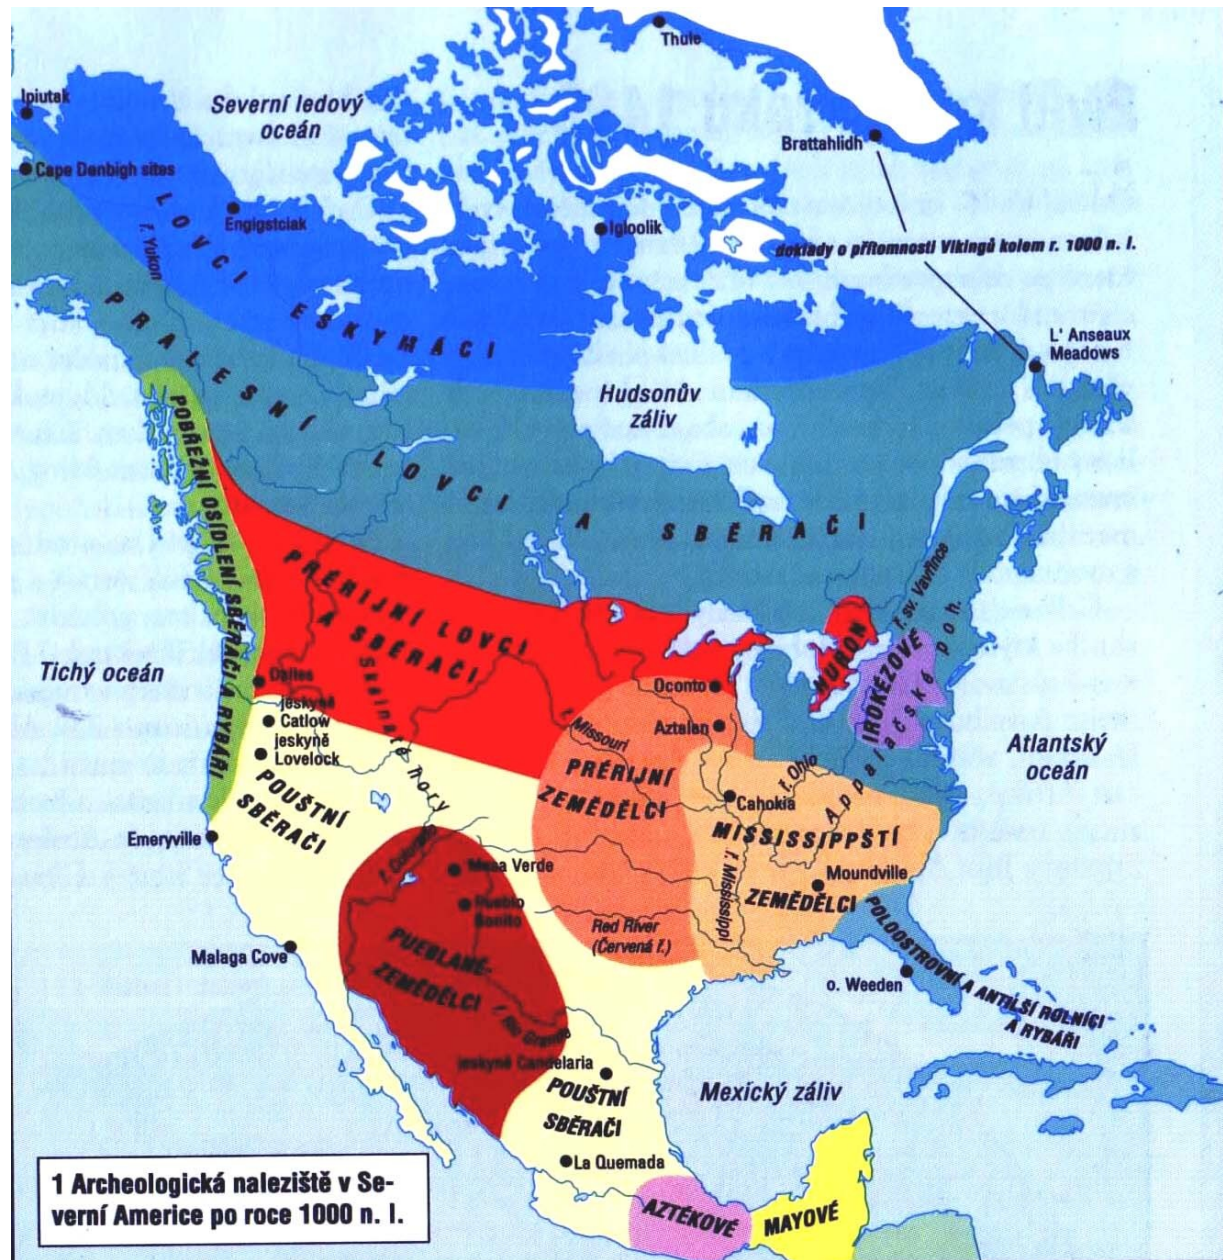 Thule
Ipiutak
Severní ledový
oceán
Brattahlidh
Cape Denbigh sites
Engigstciak
Igloolik
doklady o přítomnosti Vikingů kolem r. 1000 n. l.
ř. Yukon
LOVCI ESKYMÁCI
L' Anseaux
Meadows
PRALESNÍ LOVCI A SBĚRAČI
Hudsonův
záliv
POBŘEŽNÍ OSÍDLENÍ SBĚRAČI A RYBÁŘI
PRÉRIJNÍ LOVCI
A SBĚRAČI
ř. sv. Vavřince
HURON
IROKÉZOVÉ
Appalačské poh.
Tichý oceán
Skalnaté hory
Dalles
Oconto
jeskyně
Catlow
jeskyně
Lovelock
ř. Missouri
Aztalan
Atlantský
oceán
PRÉRIJNÍ
ZEMĚDĚLCI
ř. Ohio
Cahokia
POUŠTNÍ
SBĚRAČI
Emeryville
MISSISSIPPŠTÍ
ZEMĚDĚLCI
ř. Colorado
Mesa Verde
Moundville
ř. Mississippi
Pueblo
Bonito
Red River
(Červená ř.)
PUEBLANÉ-
ZEMĚDĚLCI
Malaga Cove
o. Weeden
POLOOSTROVNÍ A ANTILŠÍ ROLNÍCI
A RYBÁŘI
ř. Rio Grande
jeskyně Candelaria
POUŠTNÍ
SBĚRAČI
Mexický záliv
La Quemada
AZTÉKOVÉ
MAYOVÉ
1 Archeologická naleziště v Se-
verní Americe po roce 1000 n. l.